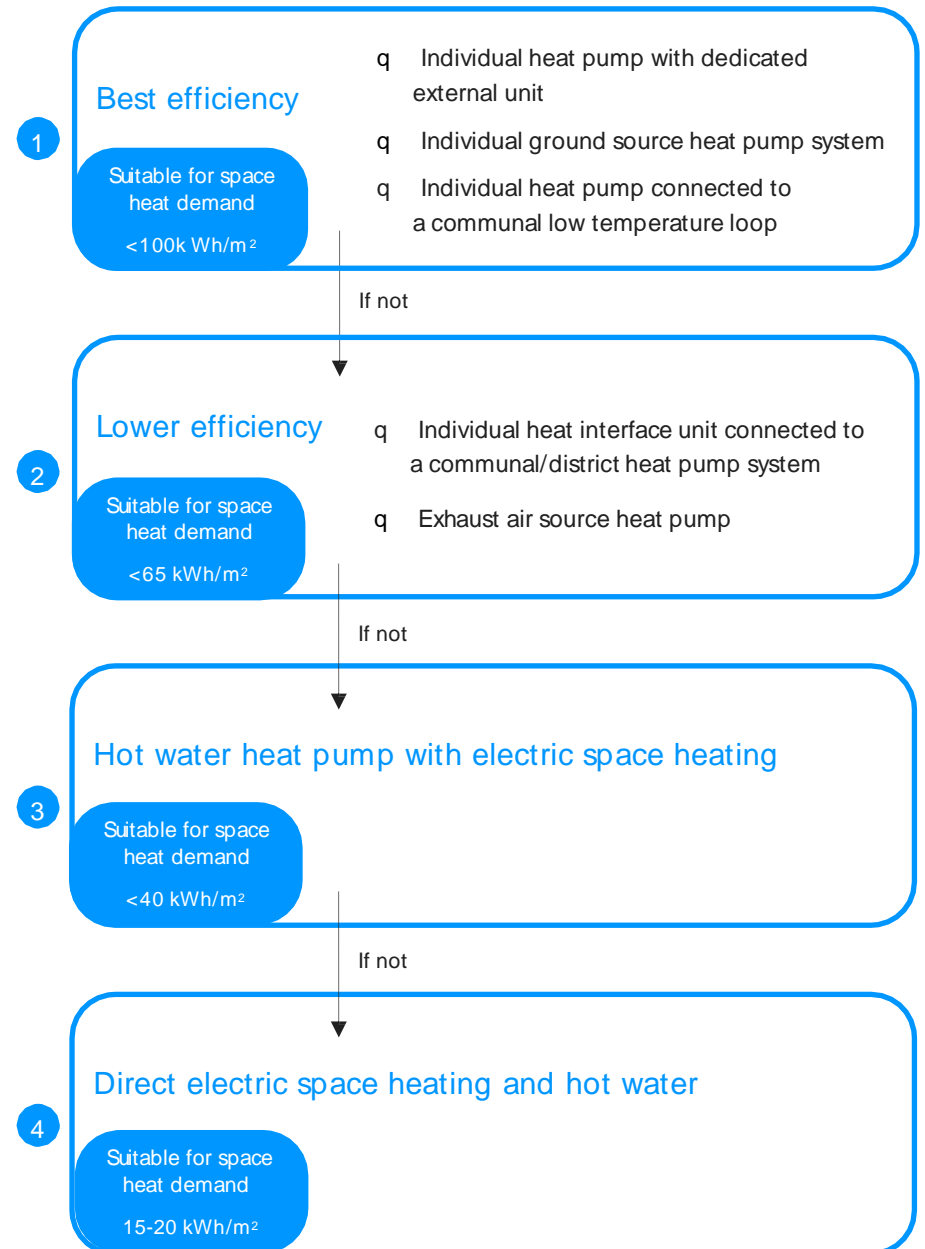 1
Best efficiency
Suitable for space
heat demand
<100k Wh/m²
q Individual heat pump with dedicated
external unit
q Individual ground source heat pump system
q Individual heat pump connected to
a communal low temperature loop
If not
2
Lower efficiency
Suitable for space
heat demand
<65 kWh/m²
q Individual heat interface unit connected to
a communal/district heat pump system
q Exhaust air source heat pump
If not
3
Hot water heat pump with electric space heating
Suitable for space
heat demand
<40 kWh/m²
If not
4
Direct electric space heating and hot water
Suitable for space
heat demand
15-20 kWh/m²